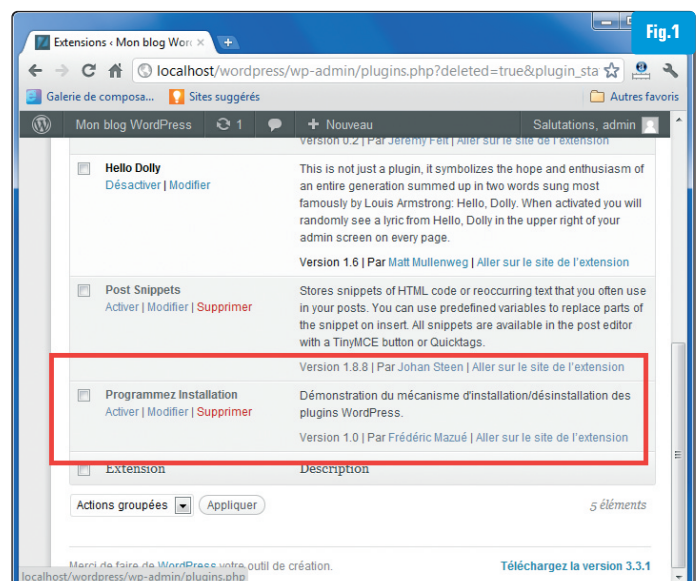 Fig.1
Extensions ‹ Mon blog Wor
localhost/wordpress/wp-admin/plugins.php?deleted=true&plugin_sta
Galerie de composa... Sites suggérés Autres favoris
Mon blog WordPress 1 + Nouveau Salutations, admin
Version 0.2 | Par Jeremy Felt | Aller sur le site de l'extension
Hello Dolly
Désactiver | Modifier
This is not just a plugin, it symbolizes the hope and enthusiasm of
an entire generation summed up in two words sung most
famously by Louis Armstrong: Hello, Dolly. When activated you will
randomly see a lyric from Hello, Dolly in the upper right of your
admin screen on every page.
Version 1.6 | Par Matt Mullenweg | Aller sur le site de l'extension
Post Snippets
Activer | Modifier | Supprimer
Stores snippets of HTML code or reoccurring text that you often use
in your posts. You can use predefined variables to replace parts of
the snippet on insert. All snippets are available in the post editor
with a TinyMCE button or Quicktags.
Version 1.8.8 | Par Johan Steen | Aller sur le site de l'extension
Programmez Installation
Activer | Modifier | Supprimer
Démonstration du mécanisme d'installation/désinstallation des
plugins WordPress.
Version 1.0 | Par Frédéric Mazué | Aller sur le site de l'extension
Extension Description
Actions groupées Appliquer 5 éléments
Merci de faire de WordPress votre outil de création. Téléchargez la version 3.3.1
localhost/wordpress/wp-admin/plugins.php